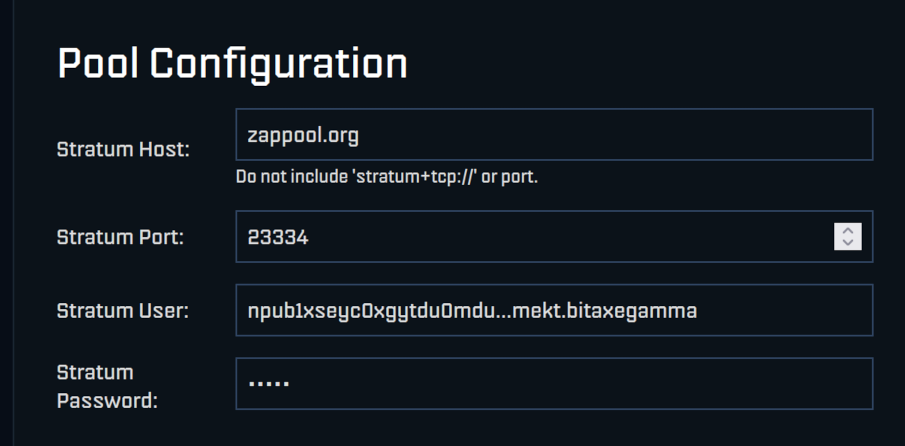 Pool Configuration
Stratum Host:
zappool.org
Do not include 'stratum+tcp://' or port.
Stratum Port:
23334
Stratum User:
npub1xseyc0xgytdu0mdu...mekt.bitaxegamma
Stratum
Password:
•••••